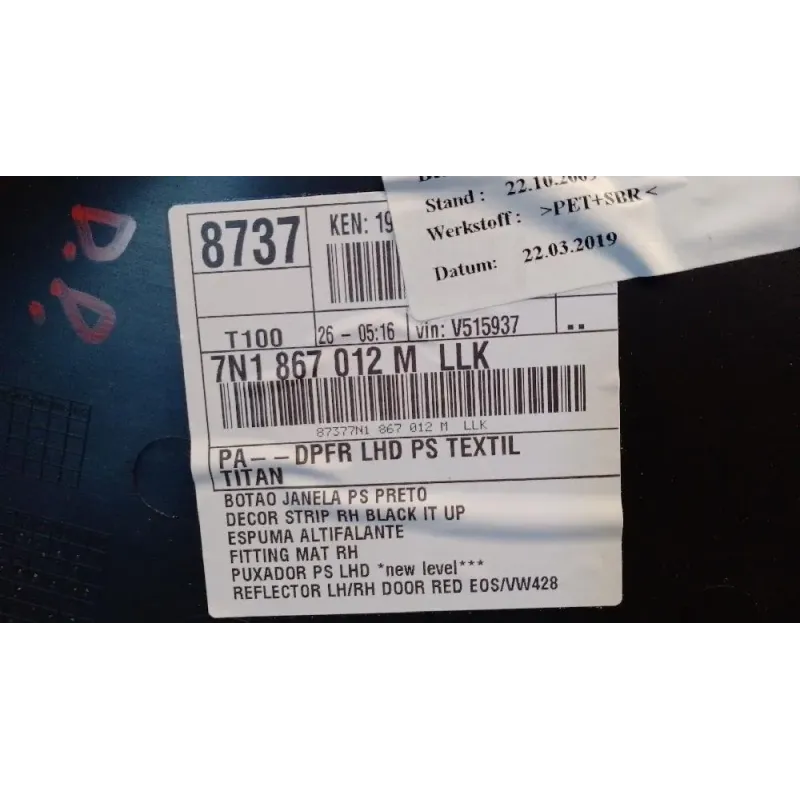 Stand : 22.10.2009
Werkstoff : >PET+SBR<
Datum: 22.03.2019
8737
KEN: 19
T100
26 - 05:16
vin: V515937
..
7N1 867 012 M LLK
87377N1 867 012 M LLK
PA--DPFR LHD PS TEXTIL
TITAN
BOTAO JANELA PS PRETO
DECOR STRIP RH BLACK IT UP
ESPUMA ALTIFALANTE
FITTING MAT RH
PUXADOR PS LHD *new level***
REFLECTOR LH/RH DOOR RED EOS/VW428